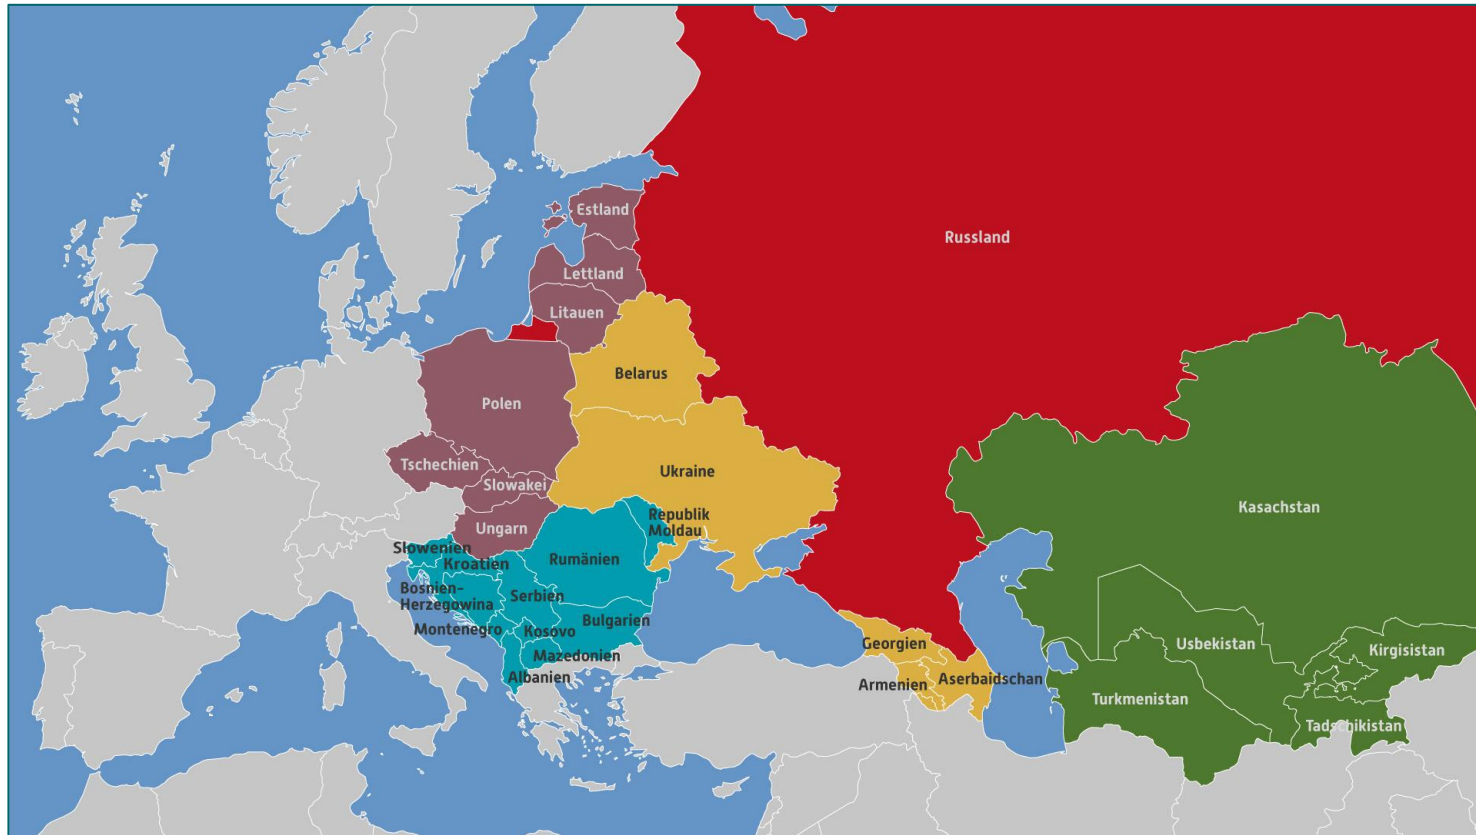 Estland
Russland
Lettland
Litauen
Belarus
Polen
Tschechien
Ukraine
Slowakei
Kasachstan
Republik
Moldau
Ungarn
Slowenien
Kroatien
Rumänien
Bosnien-
Herzegowina
Serbien
Bulgarien
Montenegro
Kosovo
Mazedonien
Albanien
Georgien
Armenien
Aserbaidschan
Usbekistan
Kirgisistan
Turkmenistan
Tadschikistan